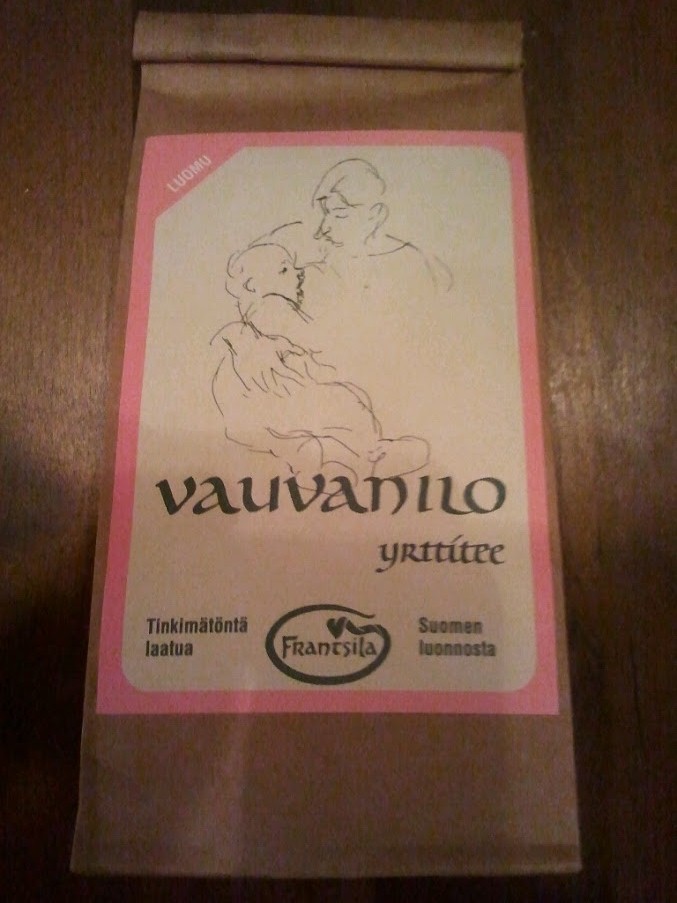 LUOMU
vauvanilo
yrttitee
Tinkimätöntä
laatua
Frantsila
Suomen
luonnosta